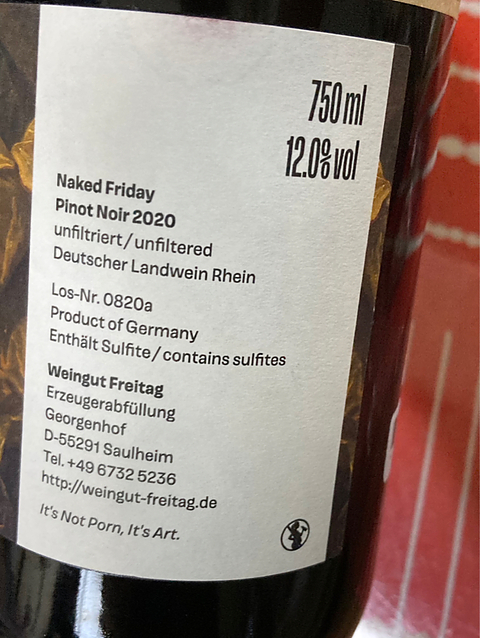 750 ml
12.0% vol
Naked Friday
Pinot Noir 2020
unfiltriert / unfiltered
Deutscher Landwein Rhein
Los-Nr. 0820a
Product of Germany
Enthält Sulfite / contains sulfites
Weingut Freitag
Erzeugerabfüllung
Georgenhof
D-55291 Saulheim
Tel. +49 6732 5236
http://weingut-freitag.de
It's Not Porn, It's Art.